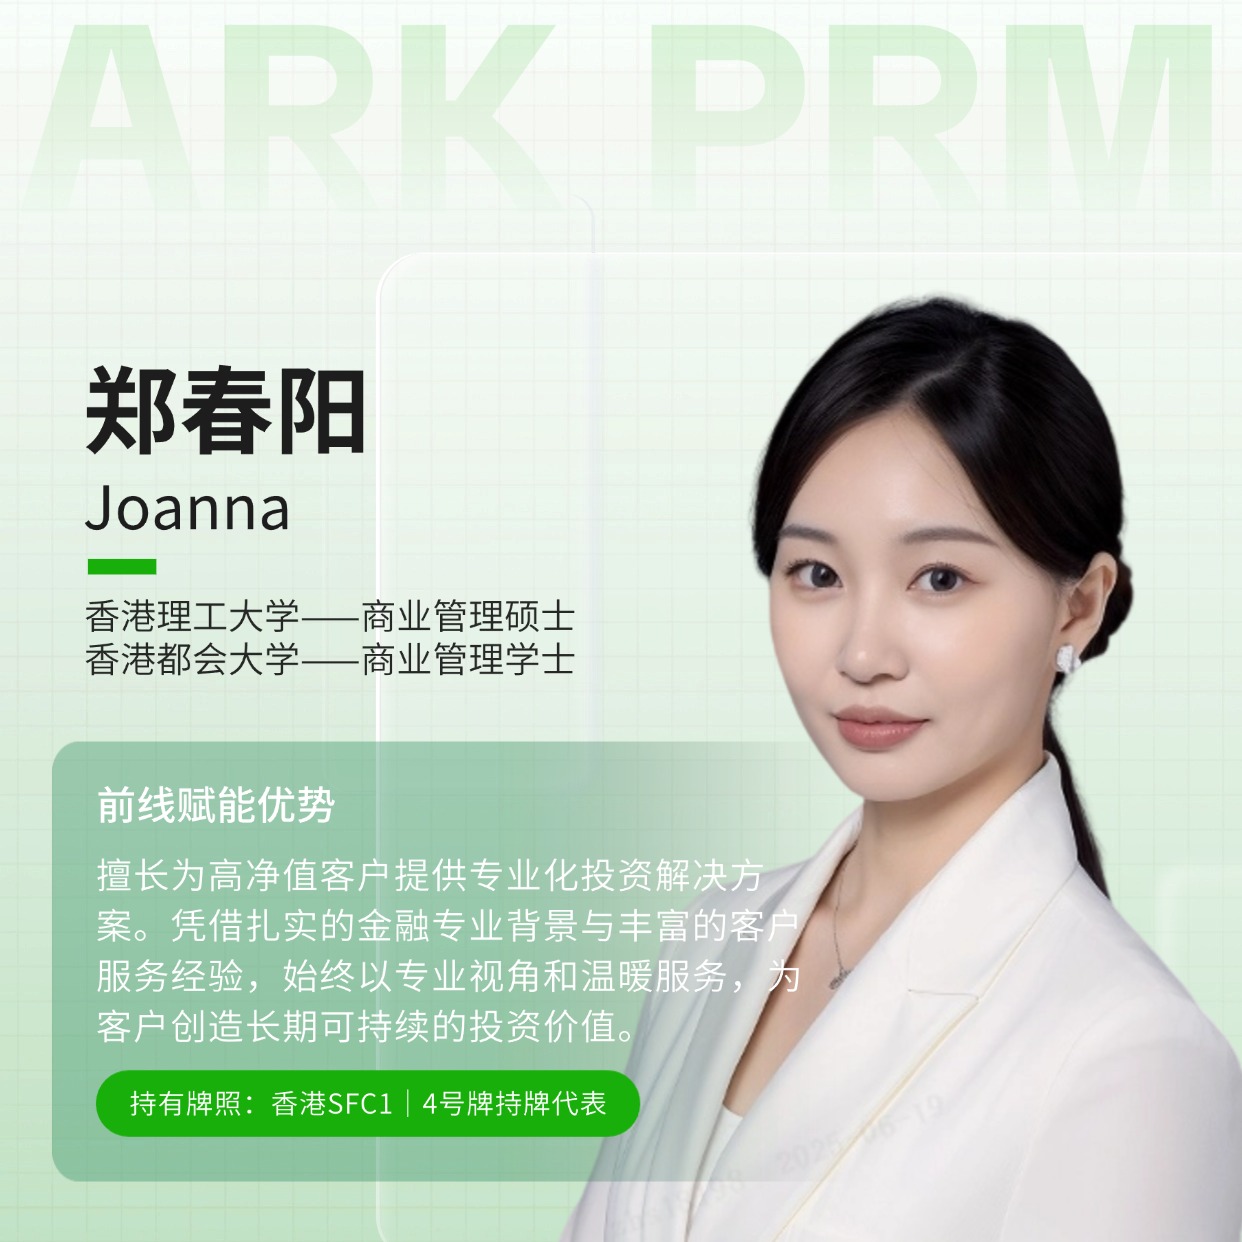 ARK PRM
郑春阳
Joanna
香港理工大学——商业管理硕士
香港都会大学——商业管理学士
前线赋能优势
擅长为高净值客户提供专业化投资解决方
案。凭借扎实的金融专业背景与丰富的客户
服务经验，始终以专业视角和温暖服务，为
客户创造长期可持续的投资价值。
持有牌照：香港SFC1｜4号牌持牌代表
2025-06-19